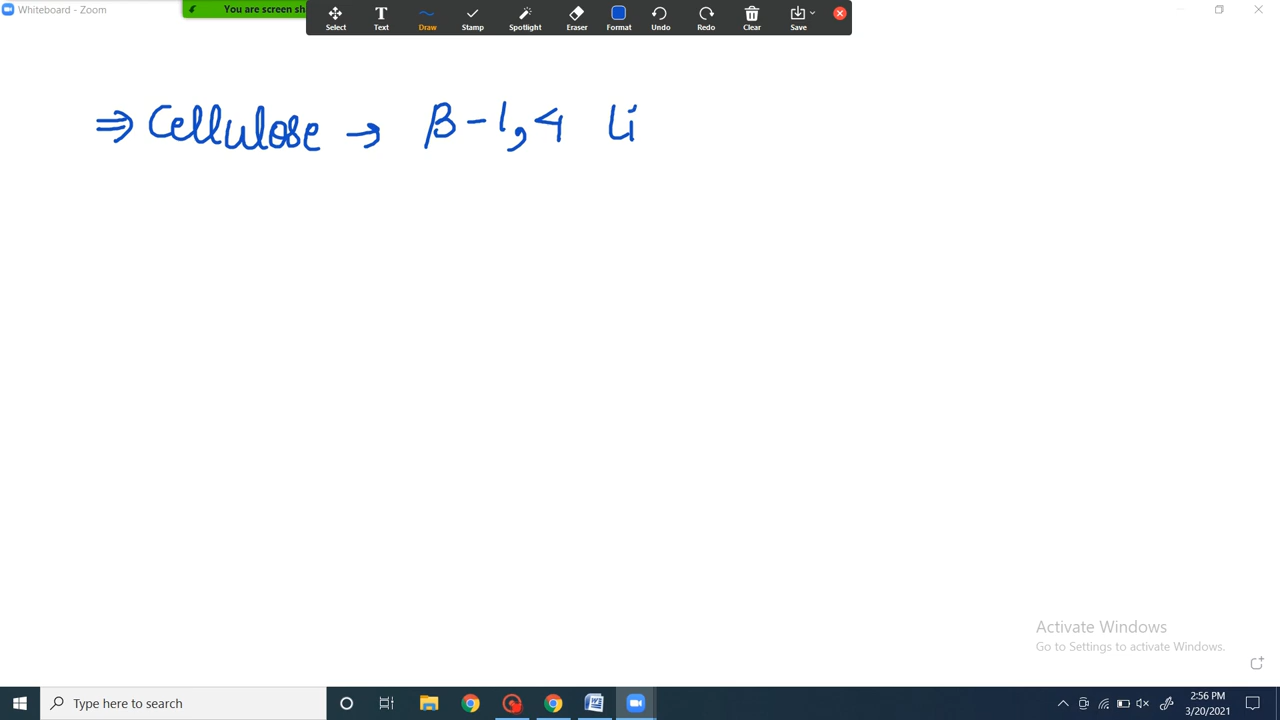 Whiteboard - Zoom
You are screen sh
Select Text Draw Stamp Spotlight Eraser Format Undo Redo Clear Save
⇒ Cellulose → β-1,4 Li
Activate Windows
Go to Settings to activate Windows.
Type here to search
2:56 PM
3/20/2021